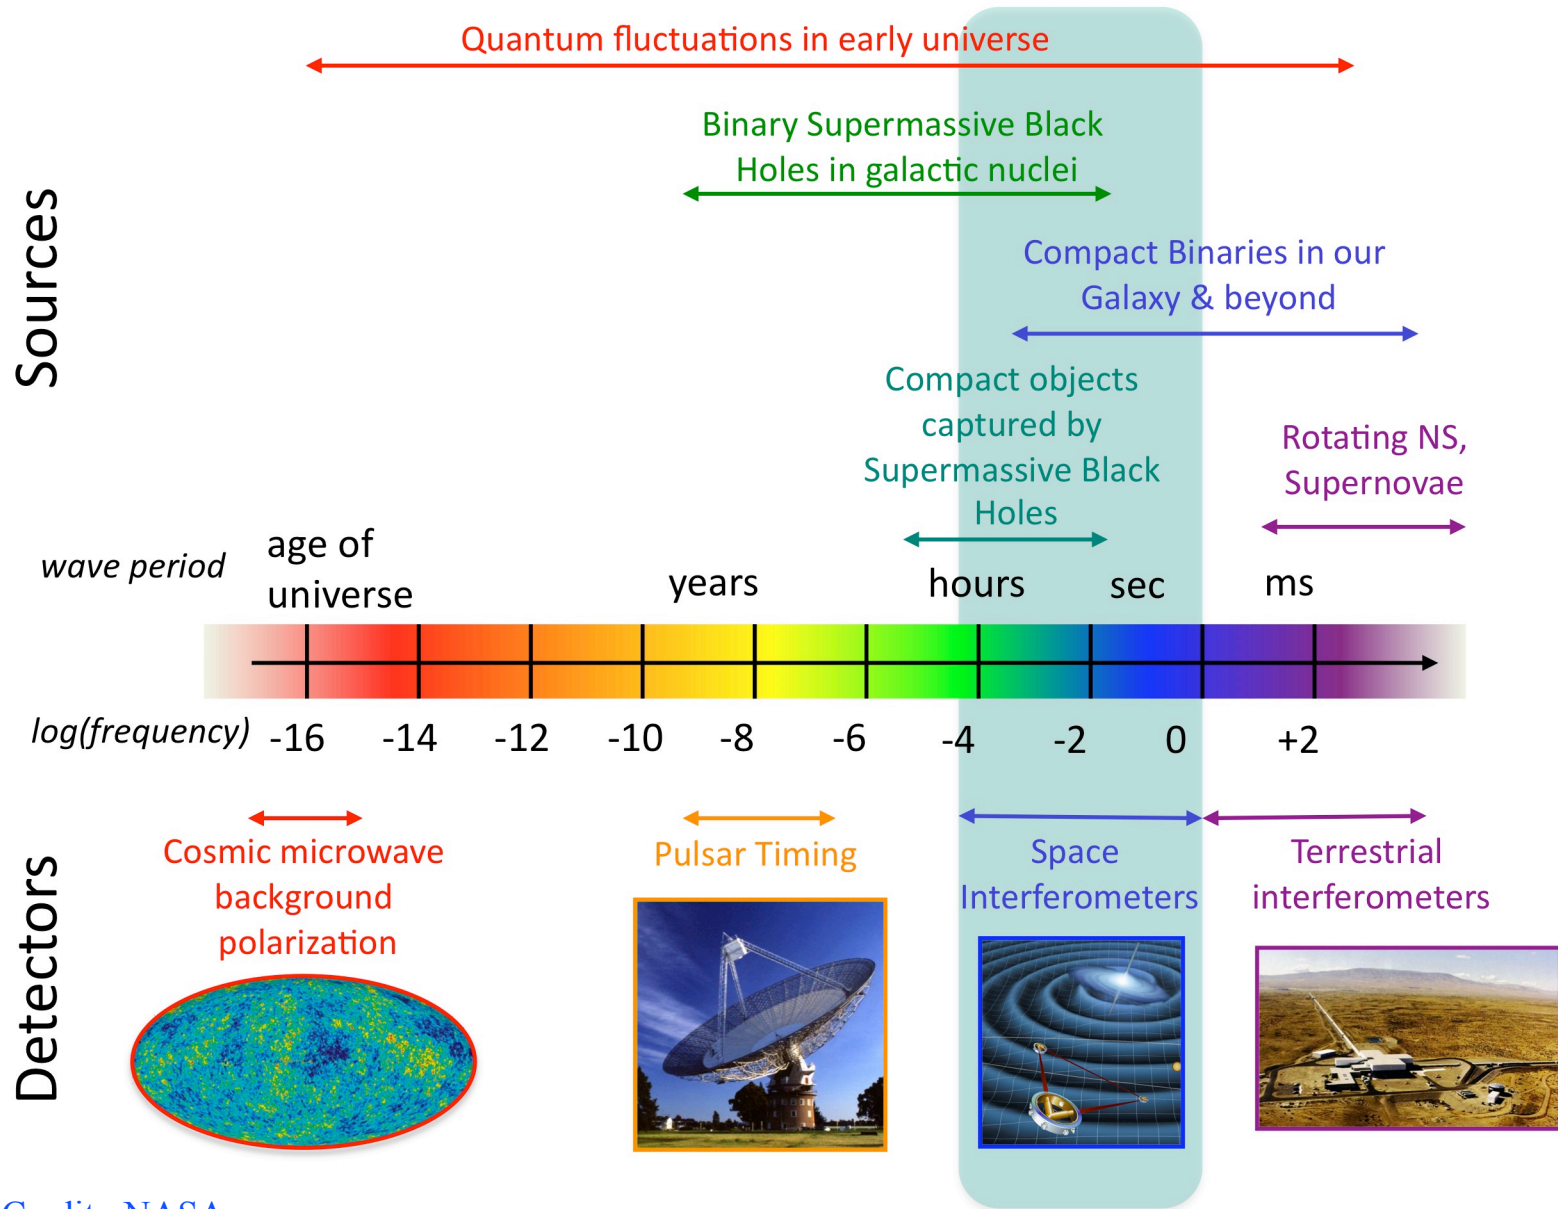 Quantum fluctuations in early universe
Binary Supermassive Black
Holes in galactic nuclei
Sources
Compact Binaries in our
Galaxy & beyond
Compact objects
captured by
Supermassive Black
Holes
Rotating NS,
Supernovae
wave period
age of
universe
years
hours
sec
ms
log(frequency)
-16
-14
-12
-10
-8
-6
-4
-2
0
+2
Detectors
Cosmic microwave
background
polarization
Pulsar Timing
Space
Interferometers
Terrestrial
interferometers